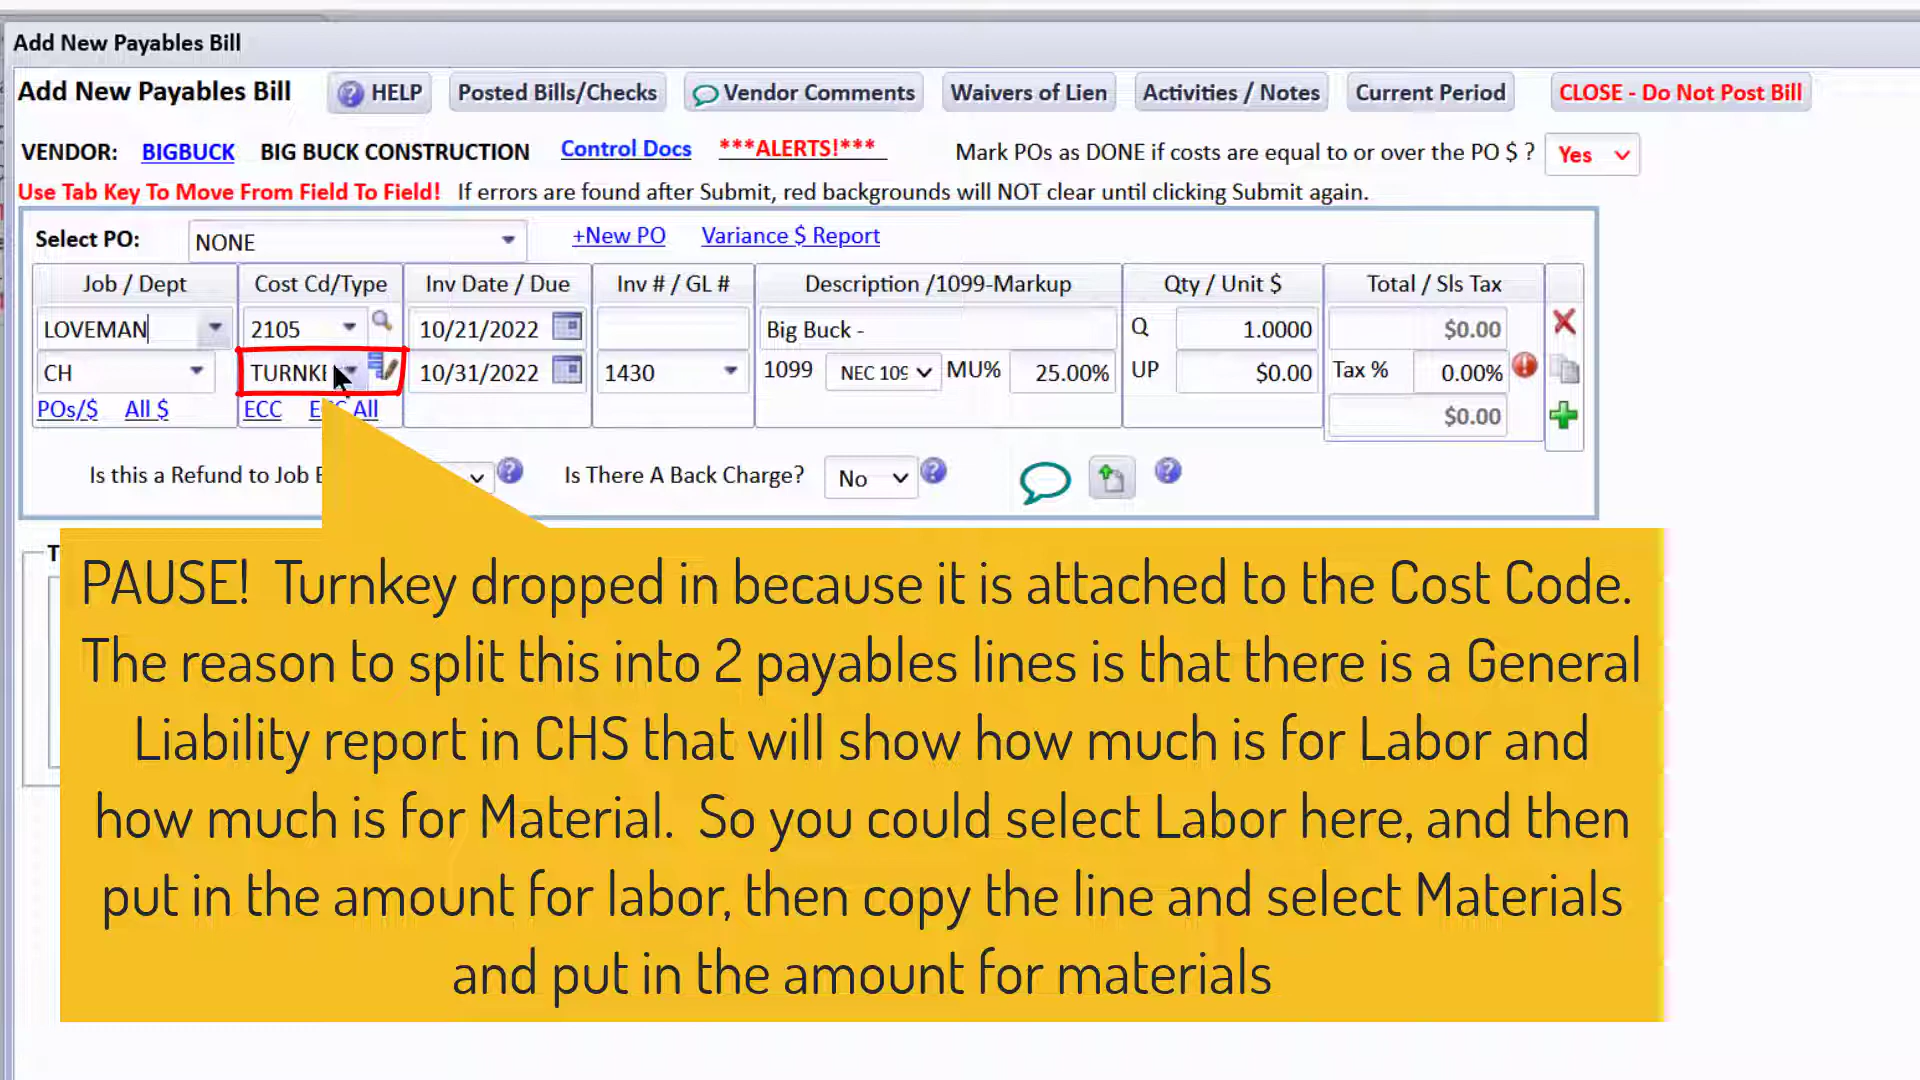 Add New Payables Bill
Add New Payables Bill HELP Posted Bills/Checks Vendor Comments Waivers of Lien Activities / Notes Current Period CLOSE - Do Not Post Bill
VENDOR: BIGBUCK BIG BUCK CONSTRUCTION Control Docs ***ALERTS!*** Mark POs as DONE if costs are equal to or over the PO $ ? Yes
Use Tab Key To Move From Field To Field! If errors are found after Submit, red backgrounds will NOT clear until clicking Submit again.
Select PO: NONE +New PO Variance $ Report
Job / Dept Cost Cd/Type Inv Date / Due Inv # / GL # Description /1099-Markup Qty / Unit $ Total / Sls Tax
LOVEMAN 2105 10/21/2022 Big Buck - Q 1.0000 $0.00
CH TURNKE 10/31/2022 1430 1099 NEC 109 MU% 25.00% UP $0.00 Tax % 0.00%
POs/$ All $ ECC ECC All $0.00
Is this a Refund to Job Is There A Back Charge? No
PAUSE! Turnkey dropped in because it is attached to the Cost Code.
The reason to split this into 2 payables lines is that there is a General
Liability report in CHS that will show how much is for Labor and
how much is for Material. So you could select Labor here, and then
put in the amount for labor, then copy the line and select Materials
and put in the amount for materials